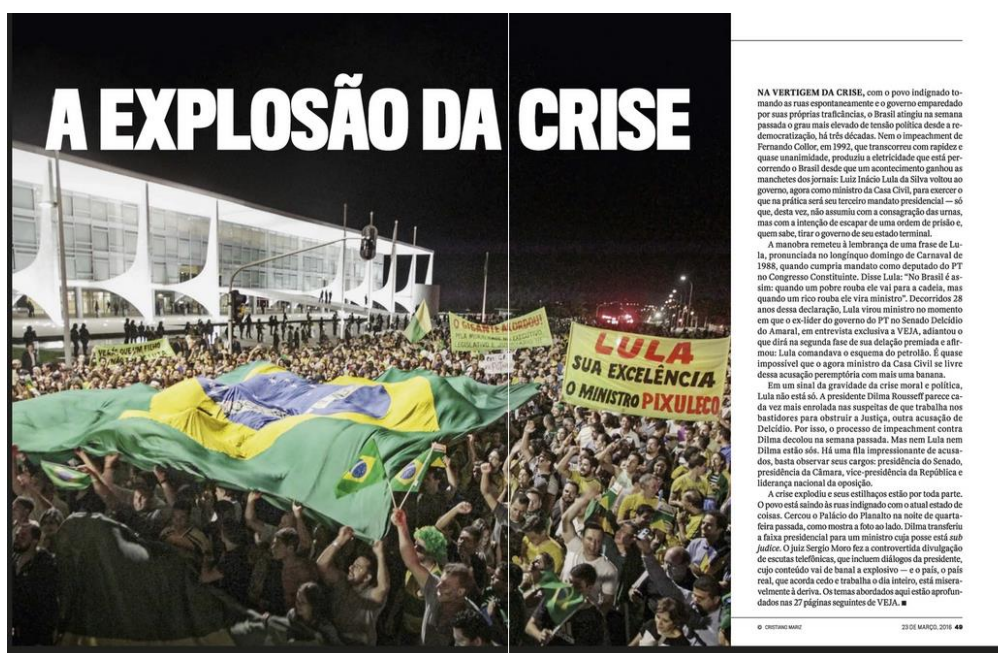 A EXPLOSÃO DA CRISE
O GIGANTE ACORDOU!
LULA
SUA EXCELÊNCIA
O MINISTRO PIXULECO
NA VERTIGEM DA CRISE, com o povo indignado to-
mando as ruas espontaneamente e o governo emparedado
por suas próprias traficâncias, o Brasil atingiu na semana
passada o grau mais elevado de tensão política desde a re-
democratização, há três décadas. Nem o impeachment de
Fernando Collor, em 1992, que transcorreu com rapidez e
quase unanimidade, produziu a eletricidade que está per-
correndo o Brasil desde que um acontecimento ganhou as
manchetes dos jornais: Luiz Inácio Lula da Silva voltou ao
governo, agora como ministro da Casa Civil, para exercer o
que na prática será seu terceiro mandato presidencial — só
que, desta vez, não assumiu com a consagração das urnas,
mas com a intenção de escapar de uma ordem de prisão e,
quem sabe, tirar o governo de seu estado terminal.
A manobra remeteu à lembrança de uma frase de Lu-
la, pronunciada no longínquo domingo de Carnaval de
1988, quando cumpria mandato como deputado do PT
no Congresso Constituinte. Disse Lula: “No Brasil é as-
sim: quando um pobre rouba ele vai para a cadeia, mas
quando um rico rouba ele vira ministro”. Decorridos 28
anos dessa declaração, Lula virou ministro no momento
em que o ex-líder do governo do PT no Senado Delcídio
do Amaral, em entrevista exclusiva a VEJA, adiantou o
que dirá na segunda fase de sua delação premiada e afir-
mou: Lula comandava o esquema do petrolão. É quase
impossível que o agora ministro da Casa Civil se livre
dessa acusação peremptória com mais uma banana.
Em um sinal da gravidade da crise moral e política,
Lula não está só. A presidente Dilma Rousseff parece ca-
da vez mais enrolada nas suspeitas de que trabalha nos
bastidores para obstruir a Justiça, outra acusação de
Delcídio. Por isso, o processo de impeachment contra
Dilma decolou na semana passada. Mas nem Lula nem
Dilma estão sós. Há uma fila impressionante de acusa-
dos, basta observar seus cargos: presidência do Senado,
presidência da Câmara, vice-presidência da República e
liderança nacional da oposição.
A crise explodiu e seus estilhaços estão por toda parte.
O povo está saindo às ruas indignado com o atual estado de
coisas. Cercou o Palácio do Planalto na noite de quarta-
feira passada, como mostra a foto ao lado. Dilma transferiu
a faixa presidencial para um ministro cuja posse está sub
judice. O juiz Sergio Moro fez a controvertida divulgação
de escutas telefônicas, que incluem diálogos da presidente,
cujo conteúdo vai de banal a explosivo — e o país, o país
real, que acorda cedo e trabalha o dia inteiro, está misera-
velmente à deriva. Os temas abordados aqui estão aprofun-
dados nas 27 páginas seguintes de VEJA. ■
CRISTIANO MARIZ
23 DE MARÇO, 2016 49